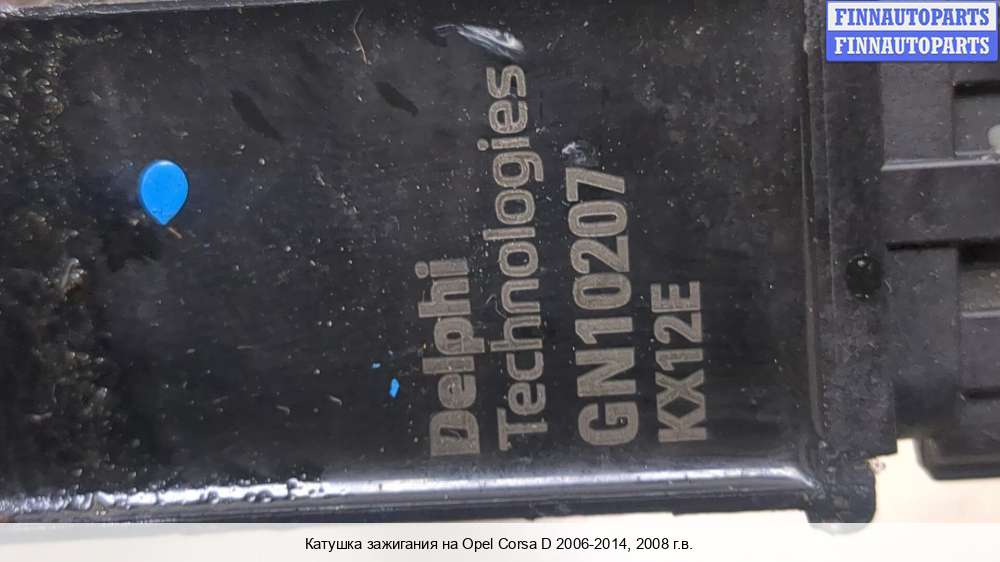 FINNAUTOPARTS
FINNAUTOPARTS
Delphi
Technologies
GN10207
KX12E
Катушка зажигания на Opel Corsa D 2006-2014, 2008 г.в.